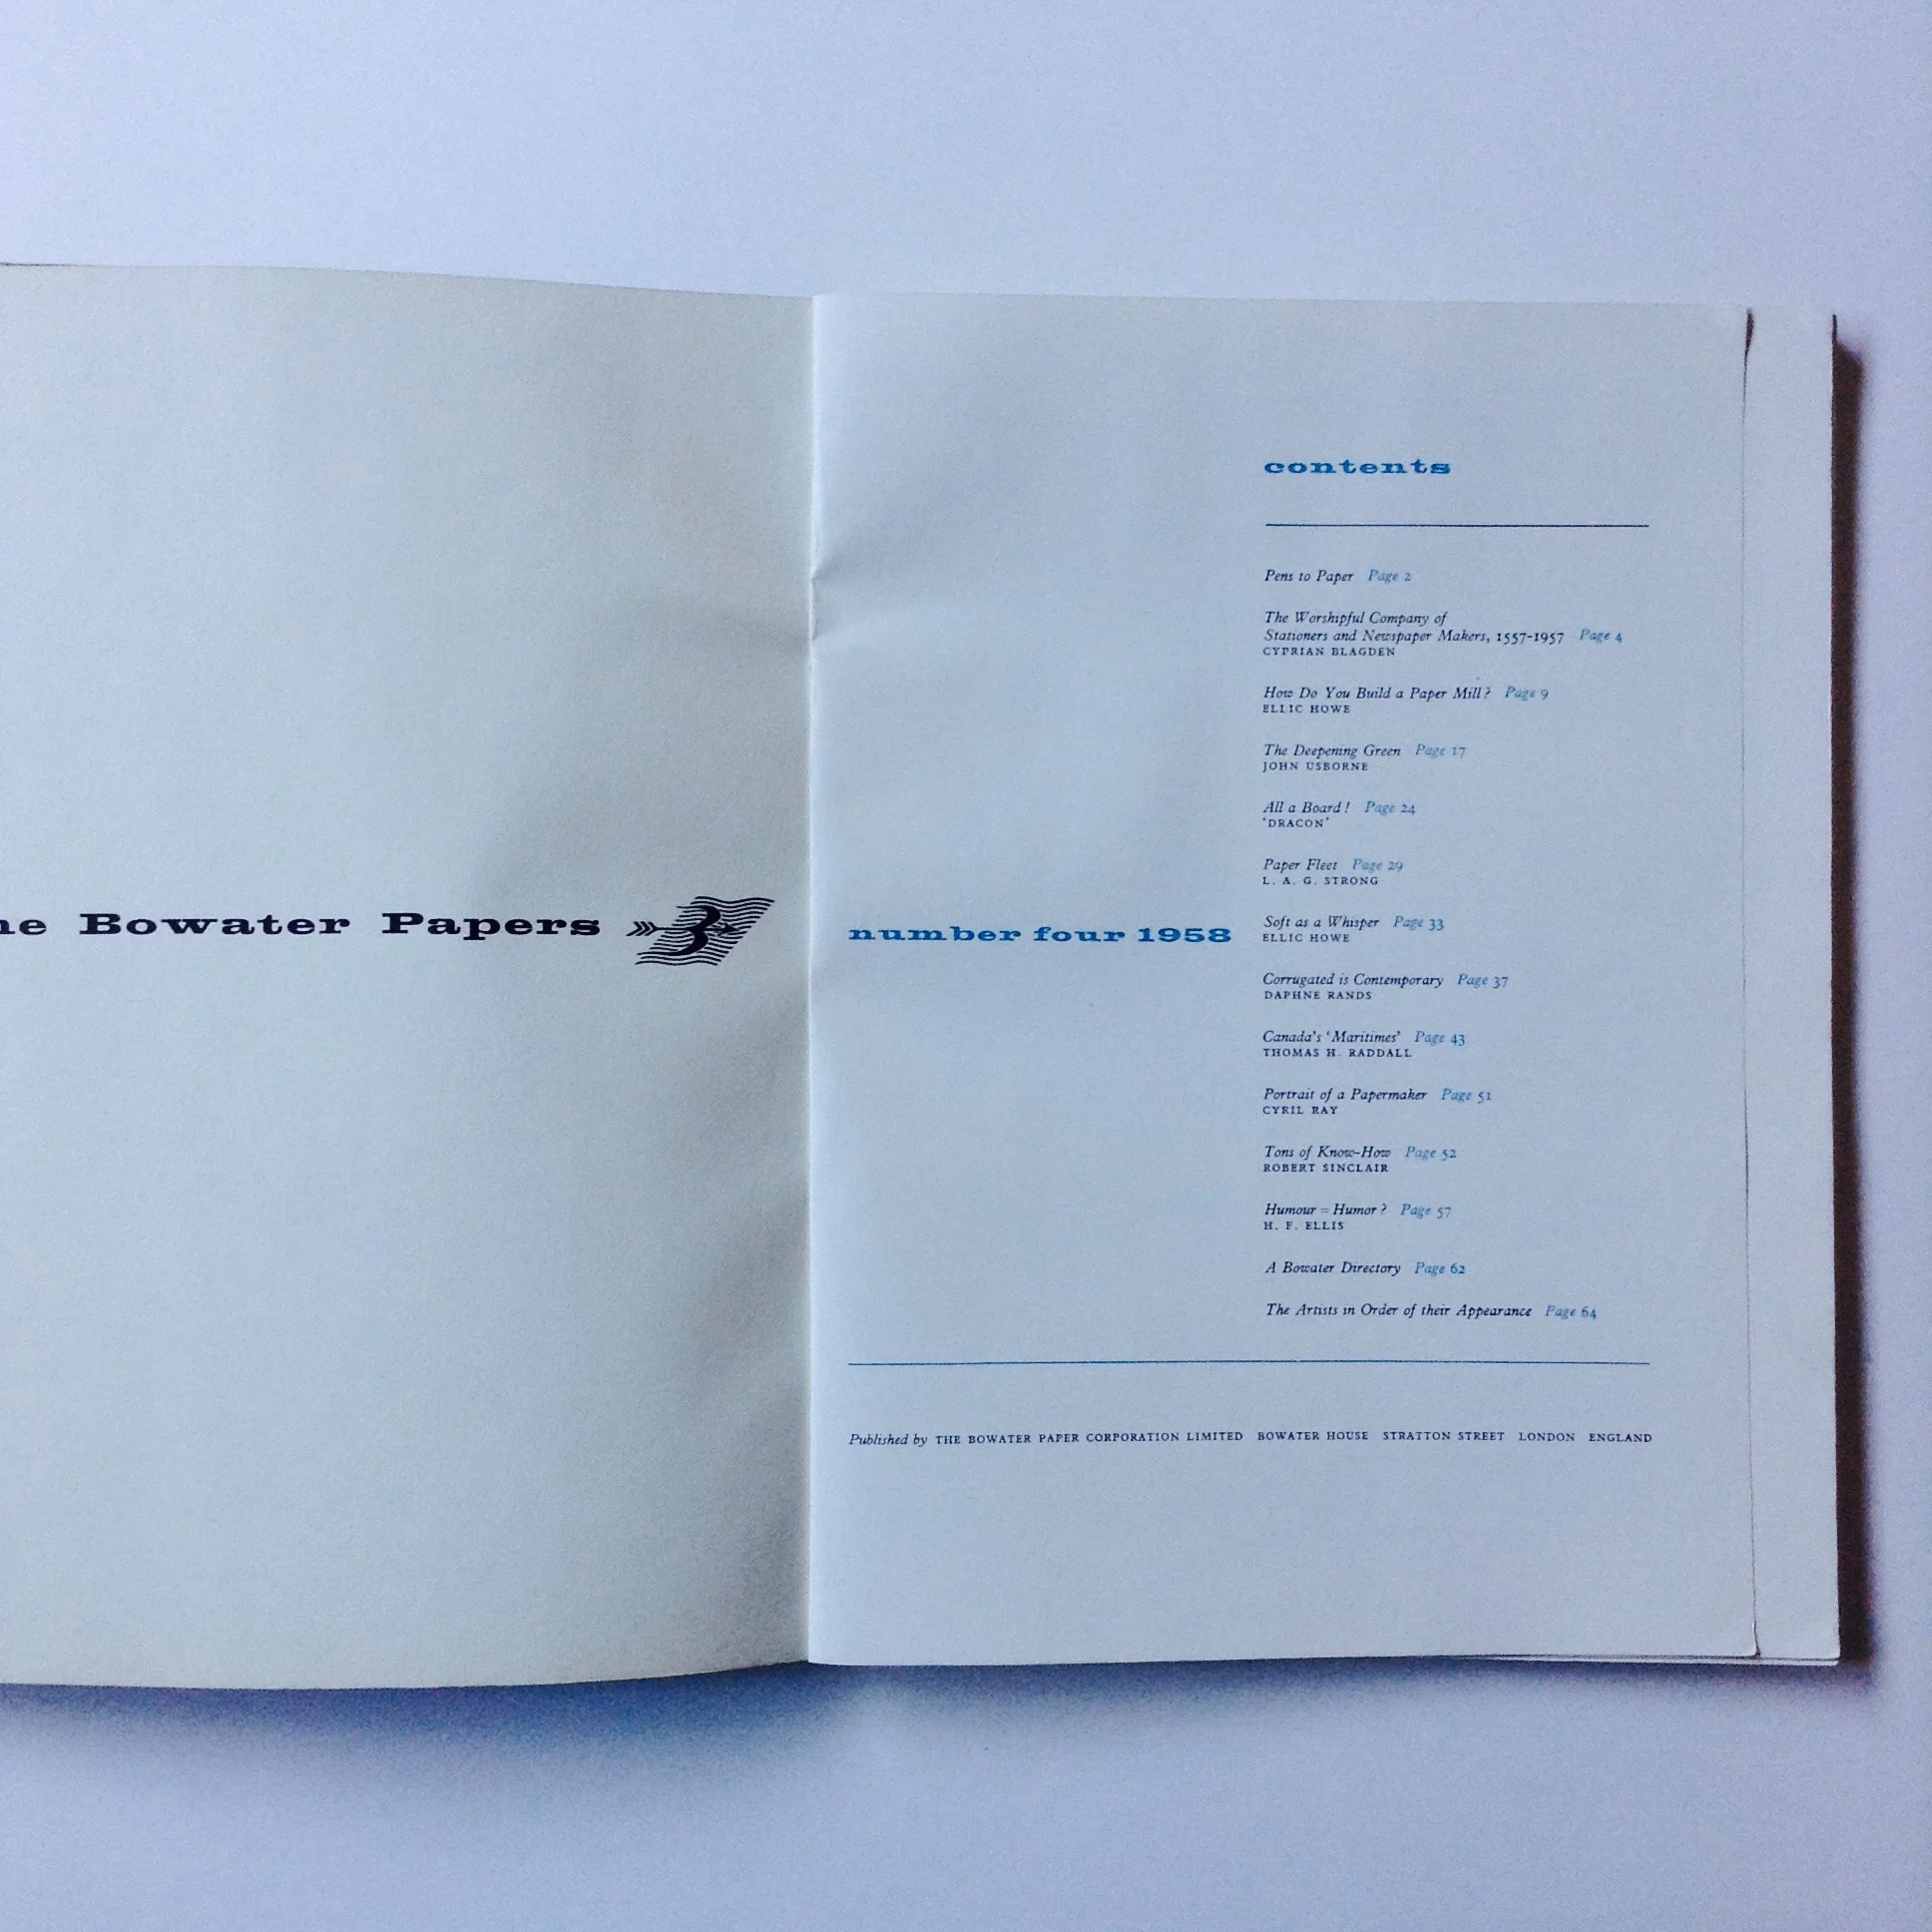 he Bowater Papers
number four 1958
contents
Pens to Paper Page 2
The Worshipful Company of
Stationers and Newspaper Makers, 1557-1957 Page 4
CYPRIAN BLAGDEN
How Do You Build a Paper Mill? Page 9
ELLIC HOWE
The Deepening Green Page 17
JOHN USBORNE
All a Board! Page 24
'DRACON'
Paper Fleet Page 29
L. A. G. STRONG
Soft as a Whisper Page 33
ELLIC HOWE
Corrugated is Contemporary Page 37
DAPHNE RANDS
Canada's 'Maritimes' Page 43
THOMAS H. RADDALL
Portrait of a Papermaker Page 51
CYRIL RAY
Tons of Know-How Page 52
ROBERT SINCLAIR
Humour = Humor? Page 57
H. F. ELLIS
A Bowater Directory Page 62
The Artists in Order of their Appearance Page 64
Published by THE BOWATER PAPER CORPORATION LIMITED BOWATER HOUSE STRATTON STREET LONDON ENGLAND